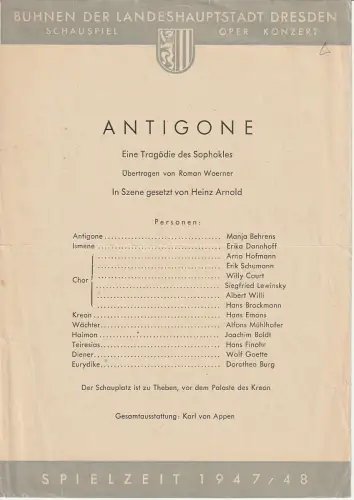 BÜHNEN DER LANDESHAUPTSTADT DRESDEN
SCHAUSPIEL OPER KONZERT
ANTIGONE
Eine Tragödie des Sophokles
Übertragen von Roman Woerner
In Szene gesetzt von Heinz Arnold
Personen:
Antigone Manja Behrens
Ismene Erika Dannhoff
Arno Hofmann
Erik Schumann
Chor Willy Court
Siegfried Lewinsky
Albert Willi
Hans Brackmann
Kreon Hans Emons
Wächter Alfons Mühlhofer
Haimon Joachim Boldt
Teiresias Hans Finohr
Diener Wolf Goette
Eurydike Dorothea Burg
Der Schauplatz ist zu Theben, vor dem Palaste des Kreon
Gesamtausstattung: Karl von Appen
SPIELZEIT 1947/48